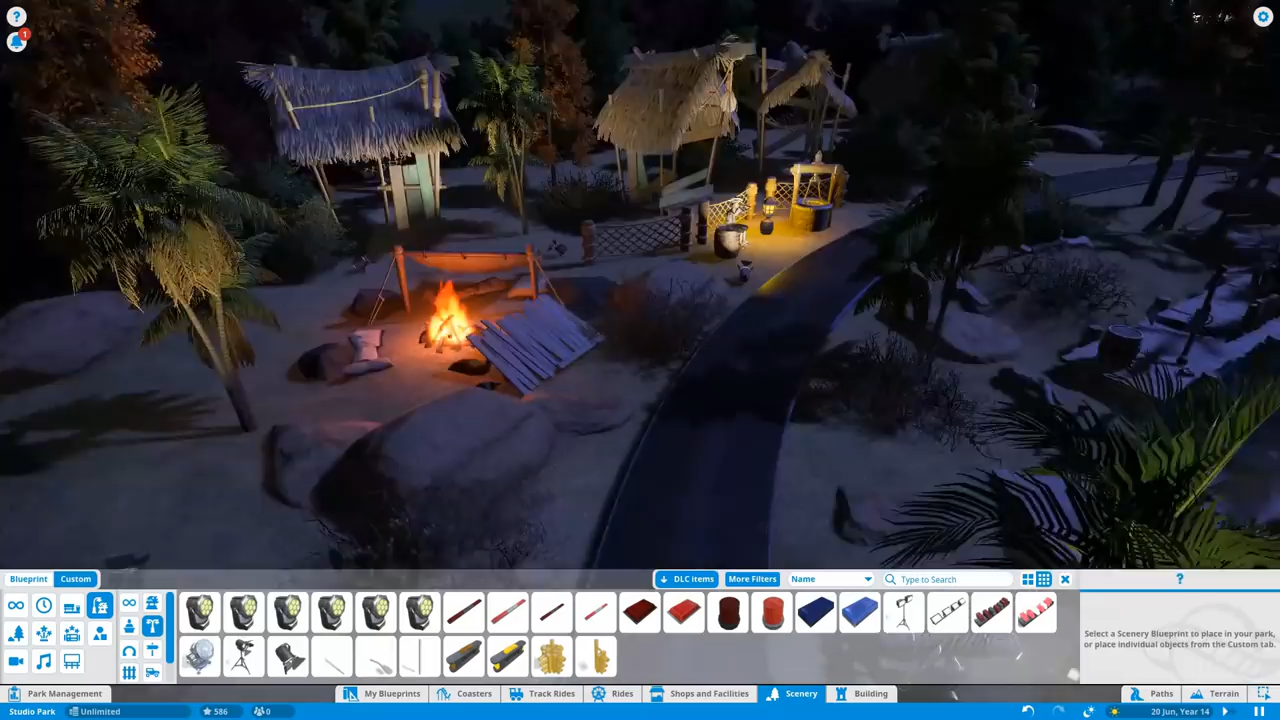 ?
1
Blueprint
Custom
DLC items
More Filters
Name
Type to Search
?
Select a Scenery Blueprint to place in your park,
or place individual objects from the Custom tab.
Park Management
My Blueprints
Coasters
Track Rides
Rides
Shops and Facilities
Scenery
Building
Paths
Terrain
Studio Park
Unlimited
586
0
20 Jun, Year 14